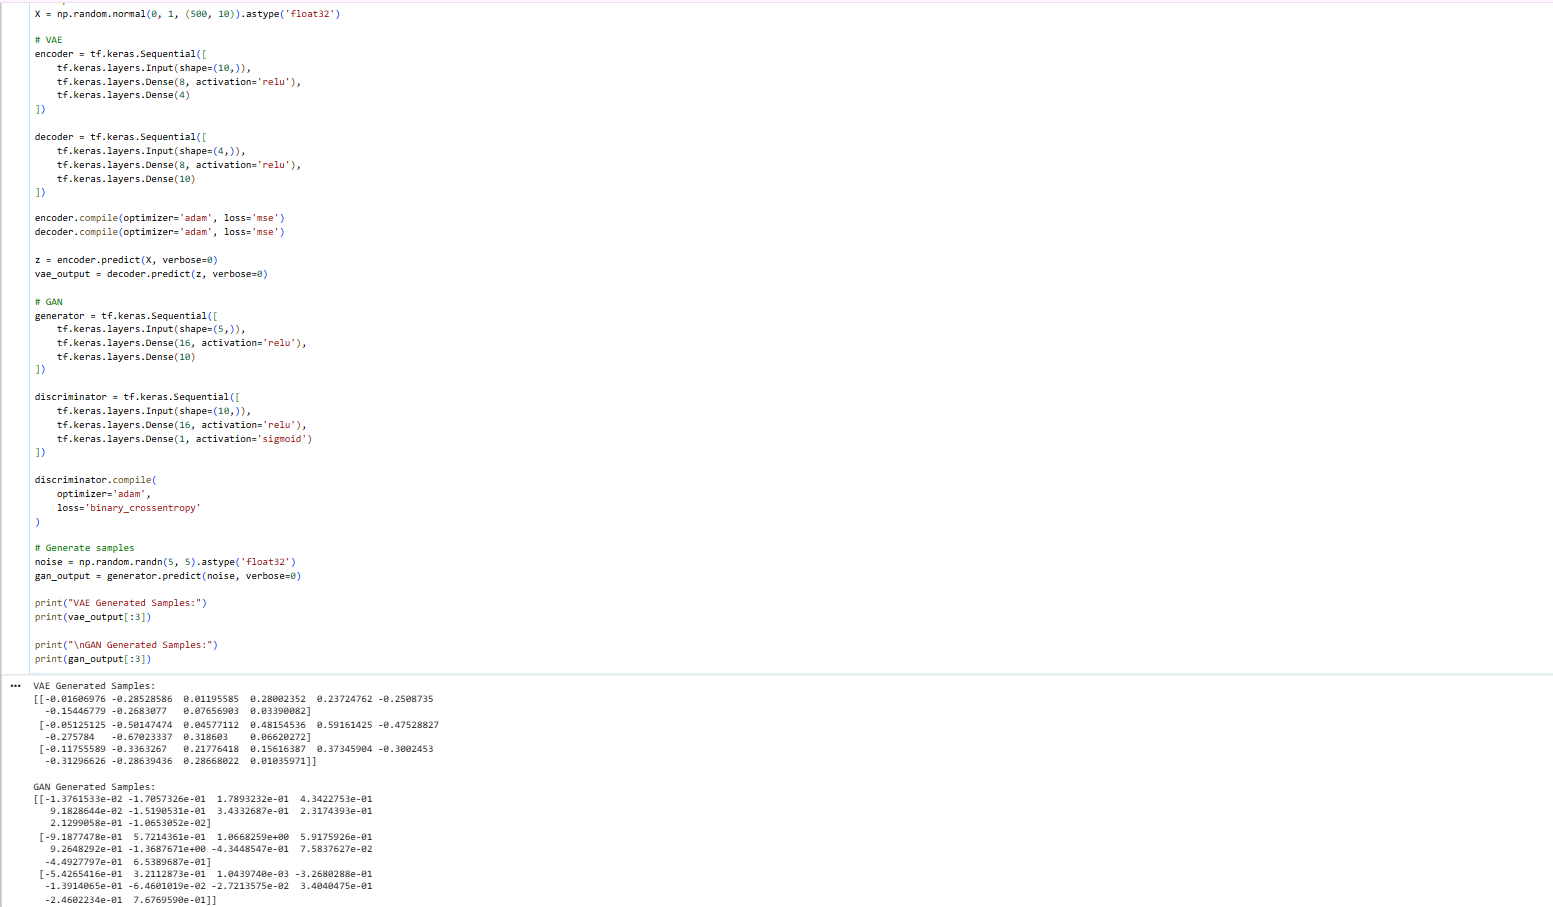 X = np.random.normal(0, 1, (500, 10)).astype('float32')
# VAE
encoder = tf.keras.Sequential([
    tf.keras.layers.Input(shape=(10,)),
    tf.keras.layers.Dense(8, activation='relu'),
    tf.keras.layers.Dense(4)
])
decoder = tf.keras.Sequential([
    tf.keras.layers.Input(shape=(4,)),
    tf.keras.layers.Dense(8, activation='relu'),
    tf.keras.layers.Dense(10)
])
encoder.compile(optimizer='adam', loss='mse')
decoder.compile(optimizer='adam', loss='mse')
z = encoder.predict(X, verbose=0)
vae_output = decoder.predict(z, verbose=0)
# GAN
generator = tf.keras.Sequential([
    tf.keras.layers.Input(shape=(5,)),
    tf.keras.layers.Dense(16, activation='relu'),
    tf.keras.layers.Dense(10)
])
discriminator = tf.keras.Sequential([
    tf.keras.layers.Input(shape=(10,)),
    tf.keras.layers.Dense(16, activation='relu'),
    tf.keras.layers.Dense(1, activation='sigmoid')
])
discriminator.compile(
    optimizer='adam',
    loss='binary_crossentropy'
)
# Generate samples
noise = np.random.randn(5, 5).astype('float32')
gan_output = generator.predict(noise, verbose=0)
print("VAE Generated Samples:")
print(vae_output[:3])
print("\nGAN Generated Samples:")
print(gan_output[:3])
VAE Generated Samples:
[[-0.01606976 -0.28528586  0.01195585  0.28002352  0.23724762 -0.2508735
  -0.15446779 -0.2683077   0.07656903  0.03390082]
 [-0.05125125 -0.50147474  0.04577112  0.48154536  0.59161425 -0.47528827
  -0.275784   -0.67023337  0.318603    0.06620272]
 [-0.11755589 -0.3363267   0.21776418  0.15616387  0.37345904 -0.3002453
  -0.31296626 -0.28639436  0.28668022  0.01035971]]
GAN Generated Samples:
[[-1.3761533e-02 -1.7057326e-01  1.7893232e-01  4.3422753e-01
   9.1828644e-02 -1.5190531e-01  3.4332687e-01  2.3174393e-01
   2.1299058e-01 -1.0653052e-02]
 [-9.1877478e-01  5.7214361e-01  1.0668259e+00  5.9175926e-01
   9.2648292e-01 -1.3687671e+00 -4.3448547e-01  7.5837627e-02
  -4.4927797e-01  6.5389687e-01]
 [-5.4265416e-01  3.2112873e-01  1.0439740e-03 -3.2680288e-01
  -1.3914065e-01 -6.4601019e-02 -2.7213575e-02  3.4040475e-01
  -2.4602234e-01  7.6769590e-01]]